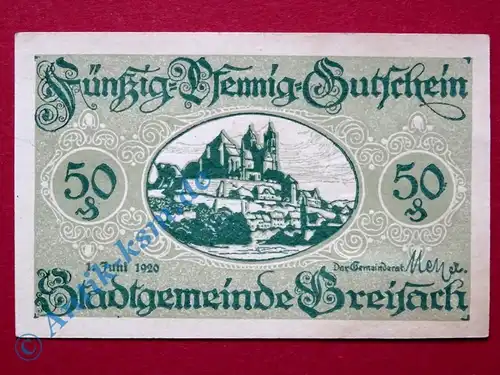 Fünfzig-Pfennig-Gutschein
50 50
1. Juni 1920 Der Gemeinderat
Stadtgemeinde Breisach